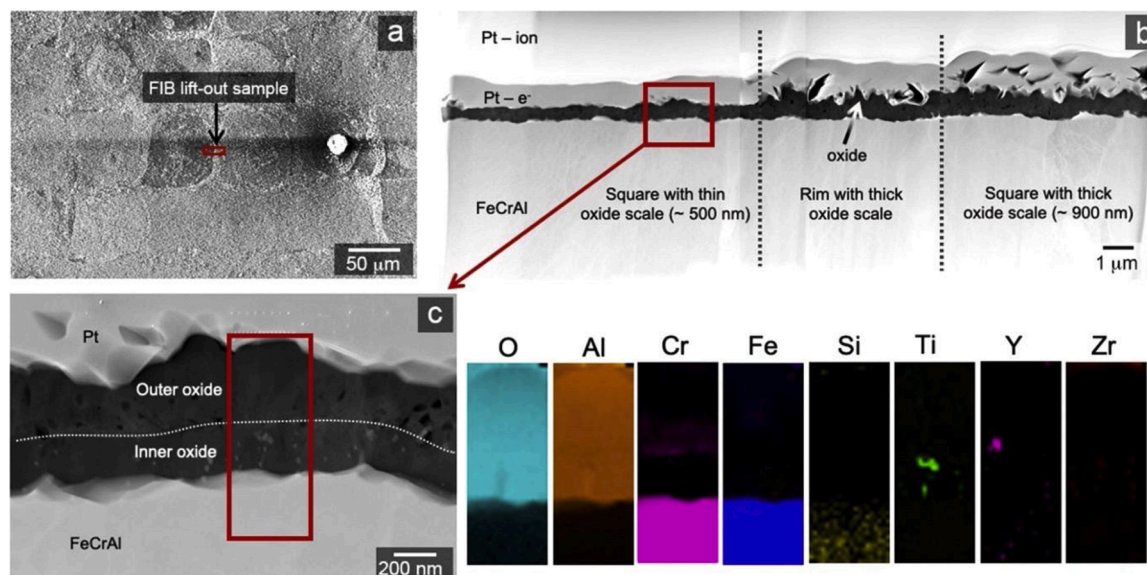 a
FIB lift-out sample
50 μm
b
Pt – ion
Pt – e⁻
oxide
FeCrAl
Square with thin
oxide scale (~ 500 nm)
Rim with thick
oxide scale
Square with thick
oxide scale (~ 900 nm)
1 μm
c
Pt
Outer oxide
Inner oxide
FeCrAl
200 nm
O Al Cr Fe Si Ti Y Zr